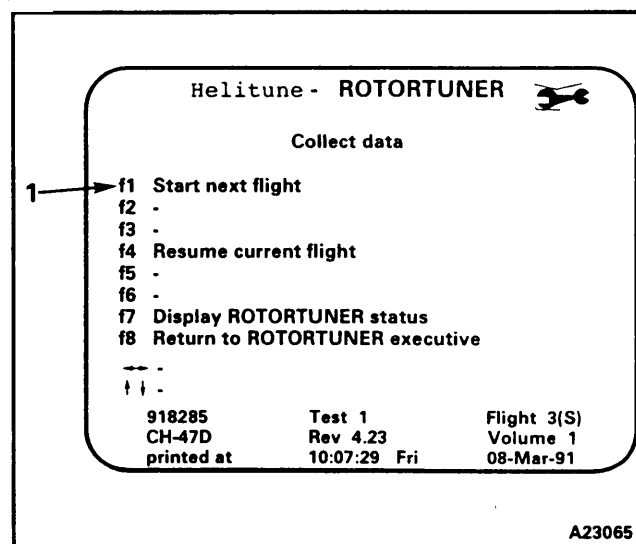 Helitune - ROTORTUNER
Collect data
1
f1 Start next flight
f2 -
f3 -
f4 Resume current flight
f5 -
f6 -
f7 Display ROTORTUNER status
f8 Return to ROTORTUNER executive
↔ -
↑ ↓ -
918285 Test 1 Flight 3(S)
CH-47D Rev 4.23 Volume 1
printed at 10:07:29 Fri 08-Mar-91
A23065